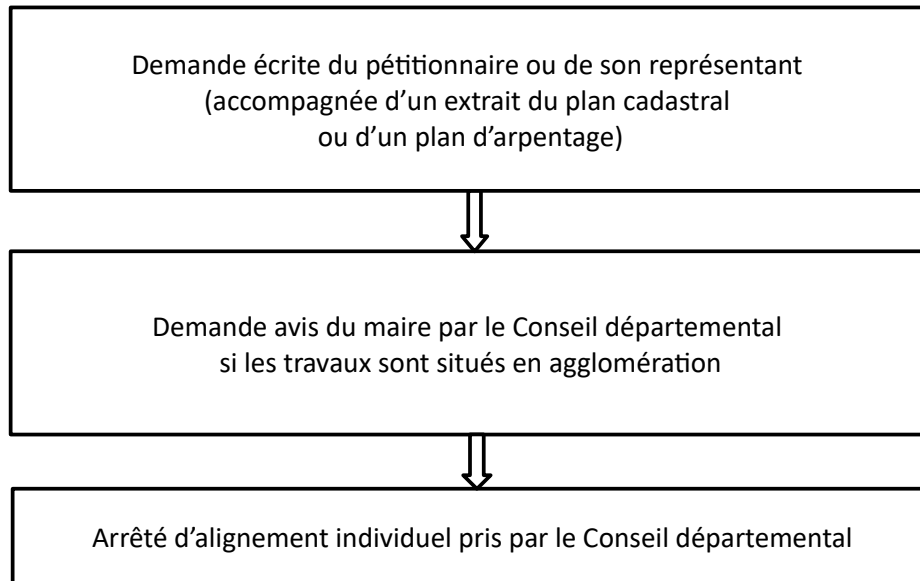 Demande écrite du pétitionnaire ou de son représentant
(accompagnée d’un extrait du plan cadastral
ou d’un plan d’arpentage)
Demande avis du maire par le Conseil départemental
si les travaux sont situés en agglomération
Arrêté d’alignement individuel pris par le Conseil départemental